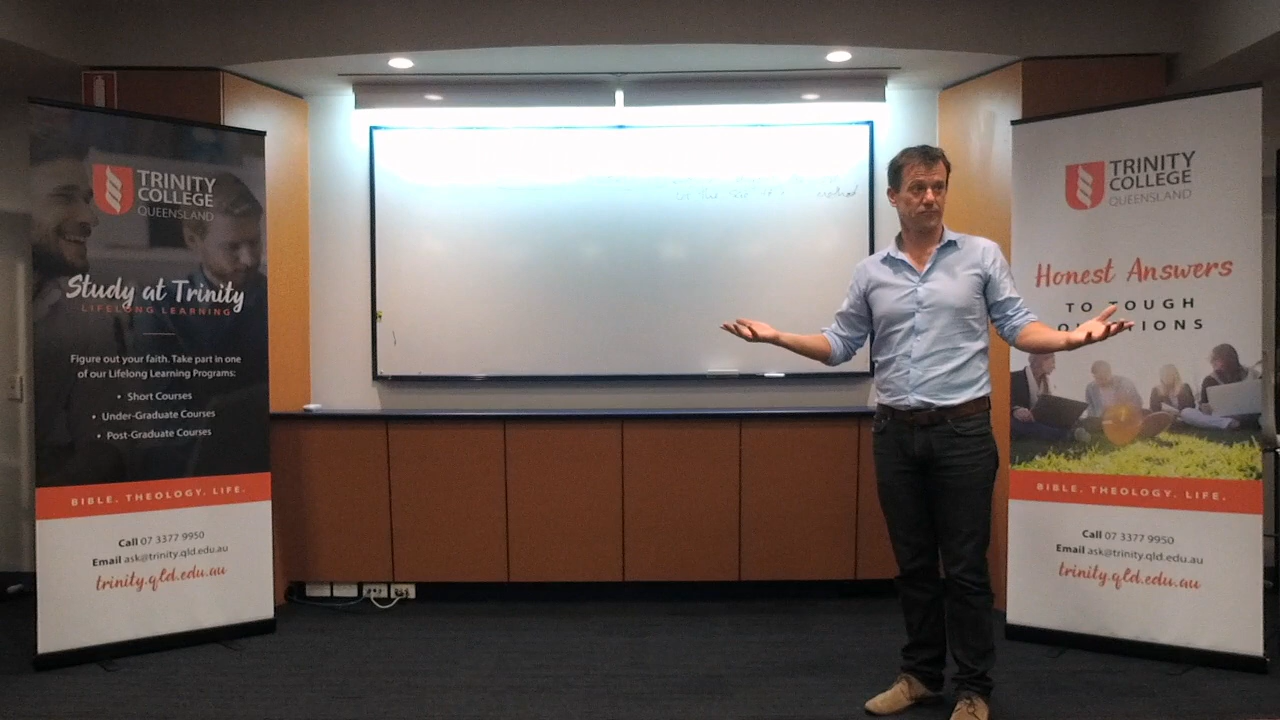 TRINITY
COLLEGE
QUEENSLAND
Study at Trinity
LIFELONG LEARNING
Figure out your faith. Take part in one
of our Lifelong Learning Programs:
• Short Courses
• Under-Graduate Courses
• Post-Graduate Courses
BIBLE. THEOLOGY. LIFE.
Call 07 3377 9950
Email ask@trinity.qld.edu.au
trinity.qld.edu.au
method
TRINITY
COLLEGE
QUEENSLAND
Honest Answers
TO TOUGH
BIBLE. THEOLOGY. LIFE.
Call 07 3377 9950
Email ask@trinity.qld.edu.au
trinity.qld.edu.au